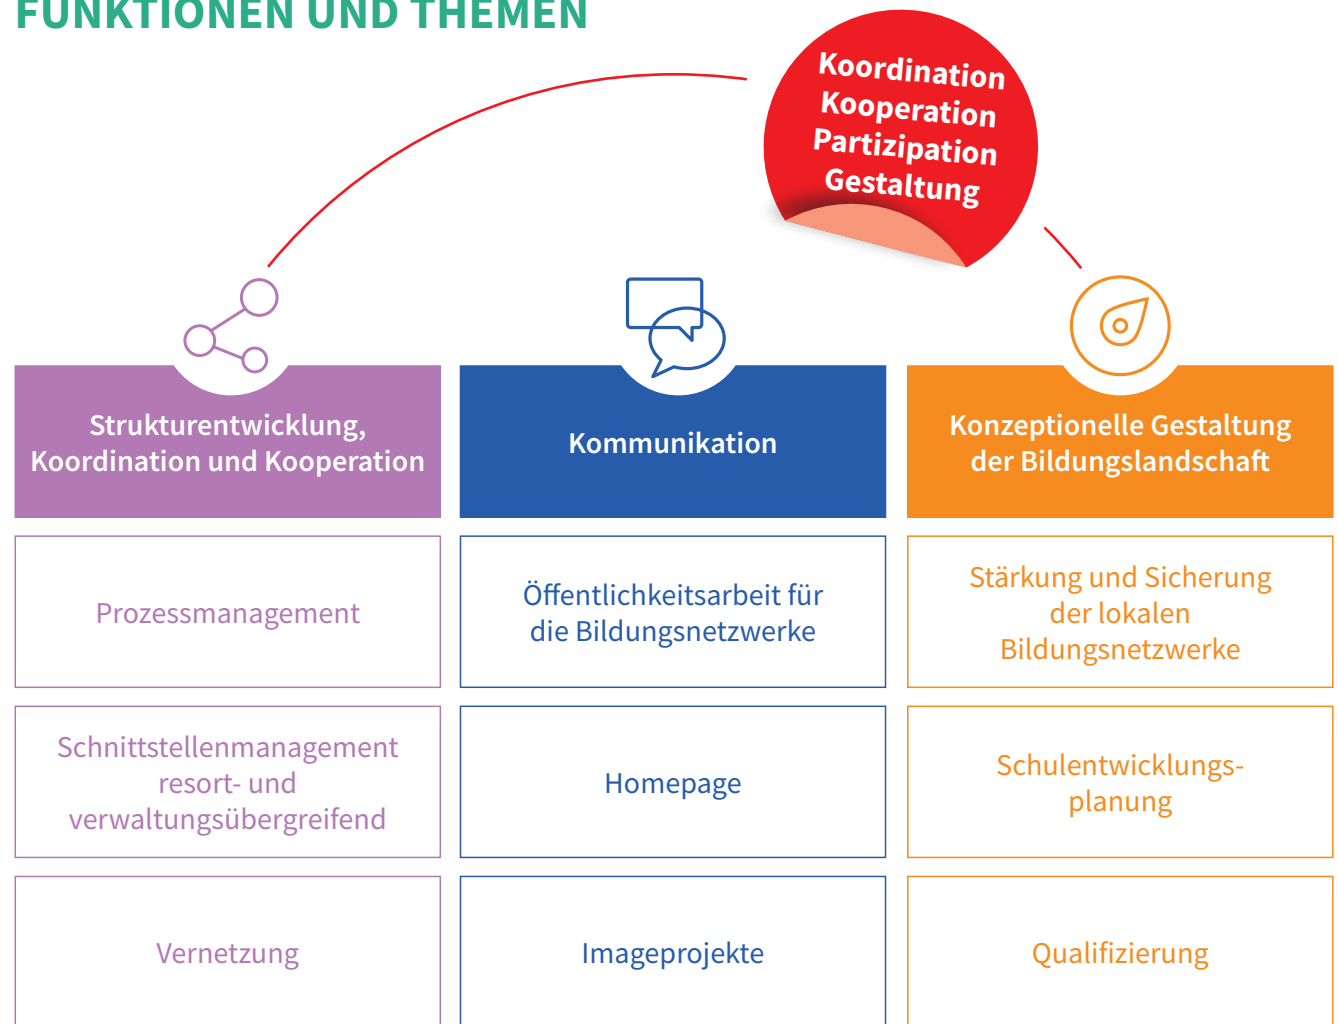 FUNKTIONEN UND THEMEN
Koordination
Kooperation
Partizipation
Gestaltung
Strukturentwicklung,
Koordination und Kooperation
Prozessmanagement
Schnittstellenmanagement
resort- und
verwaltungsübergreifend
Vernetzung
Kommunikation
Öffentlichkeitsarbeit für
die Bildungsnetzwerke
Homepage
Imageprojekte
Konzeptionelle Gestaltung
der Bildungslandschaft
Stärkung und Sicherung
der lokalen
Bildungsnetzwerke
Schulentwicklungs-
planung
Qualifizierung